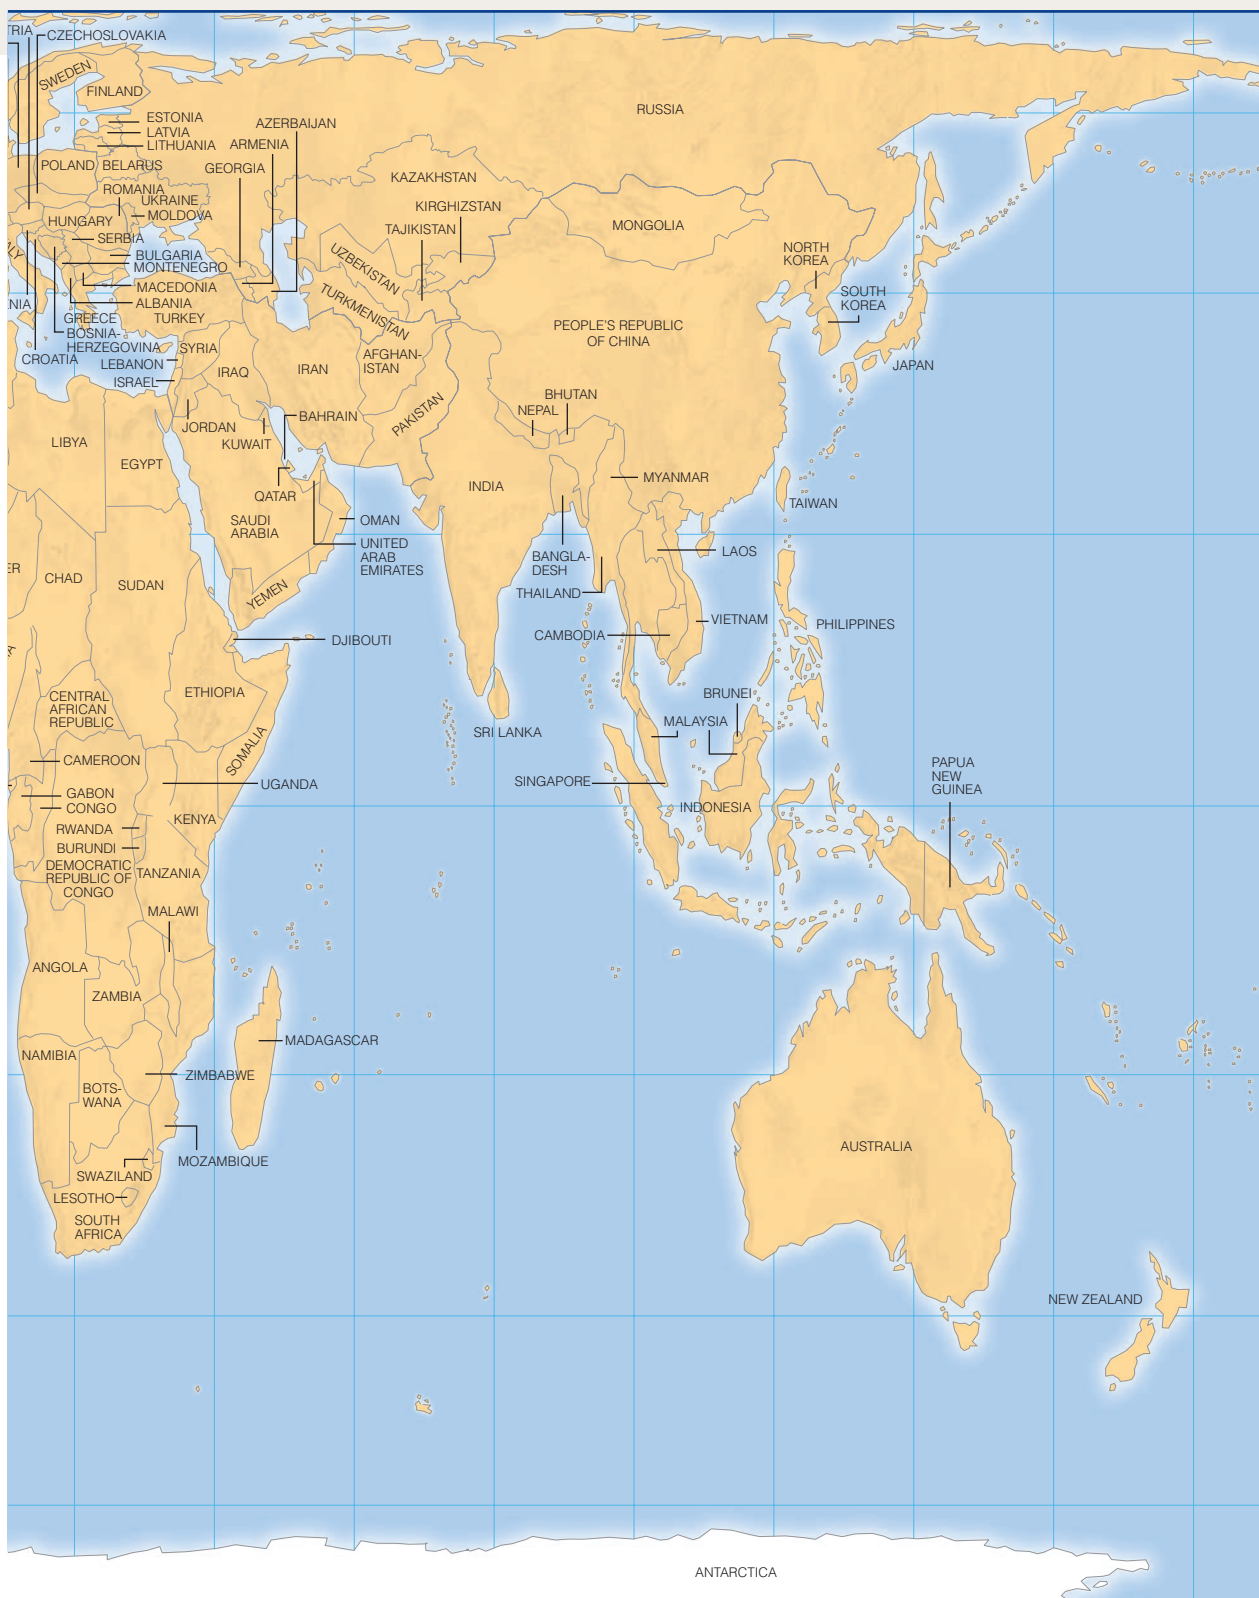 TRIA
CZECHOSLOVAKIA
SWEDEN
FINLAND
RUSSIA
ESTONIA
LATVIA
LITHUANIA
AZERBAIJAN
ARMENIA
GEORGIA
POLAND
BELARUS
KAZAKHSTAN
ROMANIA
UKRAINE
MOLDOVA
HUNGARY
KIRGHIZSTAN
TAJIKISTAN
MONGOLIA
SERBIA
ALY
BULGARIA
MONTENEGRO
UZBEKISTAN
NORTH
KOREA
MACEDONIA
TURKMENISTAN
SOUTH
KOREA
NIA
ALBANIA
GREECE
TURKEY
BOSNIA-
HERZEGOVINA
PEOPLE'S REPUBLIC
OF CHINA
CROATIA
SYRIA
LEBANON
ISRAEL
IRAQ
IRAN
AFGHAN-
ISTAN
JAPAN
PAKISTAN
BHUTAN
NEPAL
BAHRAIN
JORDAN
KUWAIT
LIBYA
EGYPT
INDIA
MYANMAR
QATAR
TAIWAN
SAUDI
ARABIA
OMAN
UNITED
ARAB
EMIRATES
LAOS
BANGLA-
DESH
ER
CHAD
SUDAN
YEMEN
THAILAND
VIETNAM
PHILIPPINES
CAMBODIA
DJIBOUTI
A
CENTRAL
AFRICAN
REPUBLIC
ETHIOPIA
BRUNEI
SOMALIA
SRI LANKA
MALAYSIA
CAMEROON
UGANDA
SINGAPORE
PAPUA
NEW
GUINEA
GABON
CONGO
INDONESIA
RWANDA
KENYA
BURUNDI
DEMOCRATIC
REPUBLIC OF
CONGO
TANZANIA
MALAWI
ANGOLA
ZAMBIA
MADAGASCAR
NAMIBIA
ZIMBABWE
BOTS-
WANA
AUSTRALIA
MOZAMBIQUE
SWAZILAND
LESOTHO
SOUTH
AFRICA
NEW ZEALAND
ANTARCTICA